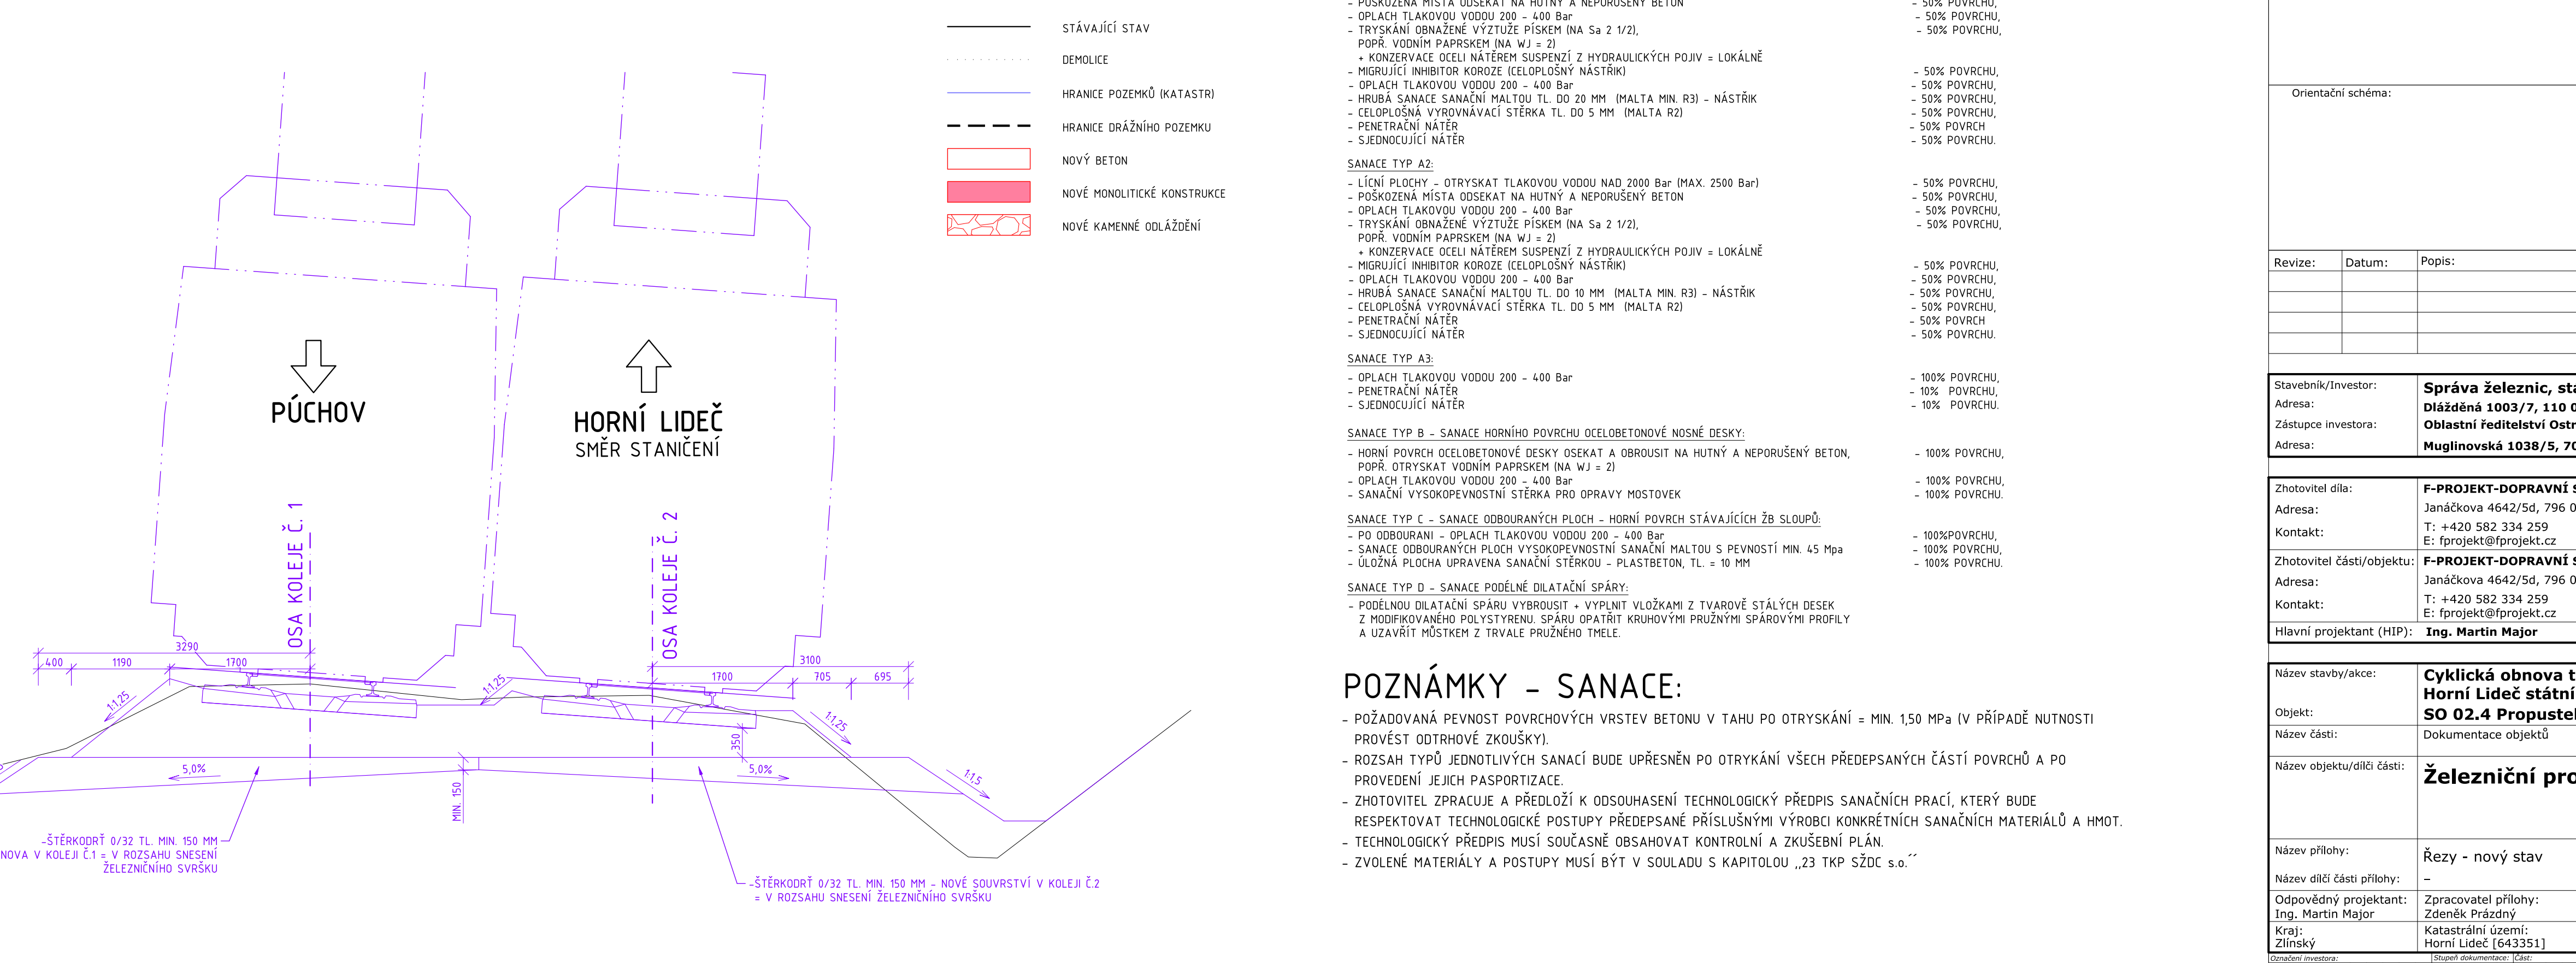 STÁVAJÍCÍ STAV
DEMOLICE
HRANICE POZEMKŮ (KATASTR)
HRANICE DRÁŽNÍHO POZEMKU
NOVÝ BETON
NOVÉ MONOLITICKÉ KONSTRUKCE
NOVÉ KAMENNÉ ODLÁŽDĚNÍ
PÚCHOV
HORNÍ LIDEČ
SMĚR STANIČENÍ
OSA KOLEJE Č. 1
OSA KOLEJE Č. 2
3290
400 1190 1700
3100
1700 705 695
1:1,25
1:1,25
1:1,25
350
5,0%
5,0%
1:1,5
MIN. 150
-ŠTĚRKODRŤ 0/32 TL. MIN. 150 MM
NOVA V KOLEJI Č.1 = V ROZSAHU SNESENÍ
ŽELEZNIČNÍHO SVRŠKU
-ŠTĚRKODRŤ 0/32 TL. MIN. 150 MM - NOVÉ SOUVRSTVÍ V KOLEJI Č.2
= V ROZSAHU SNESENÍ ŽELEZNIČNÍHO SVRŠKU
- POŠKOZENÁ MÍSTA ODSEKAT NA HUTNÝ A NEPORUŠENÝ BETON - 50% POVRCHU,
- OPLACH TLAKOVOU VODOU 200 - 400 Bar - 50% POVRCHU,
- TRYSKÁNÍ OBNAŽENÉ VÝZTUŽE PÍSKEM (NA Sa 2 1/2), - 50% POVRCHU,
POPŘ. VODNÍM PAPRSKEM (NA WJ = 2)
+ KONZERVACE OCELI NÁTĚREM SUSPENZÍ Z HYDRAULICKÝCH POJIV = LOKÁLNĚ
- MIGRUJÍCÍ INHIBITOR KOROZE (CELOPLOŠNÝ NÁSTŘIK) - 50% POVRCHU,
- OPLACH TLAKOVOU VODOU 200 - 400 Bar - 50% POVRCHU,
- HRUBÁ SANACE SANAČNÍ MALTOU TL. DO 20 MM (MALTA MIN. R3) - NÁSTŘIK - 50% POVRCHU,
- CELOPLOŠNÁ VYROVNÁVACÍ STĚRKA TL. DO 5 MM (MALTA R2) - 50% POVRCHU,
- PENETRAČNÍ NÁTĚR - 50% POVRCH
- SJEDNOCUJÍCÍ NÁTĚR - 50% POVRCHU.
SANACE TYP A2:
- LÍCNÍ PLOCHY - OTRYSKAT TLAKOVOU VODOU NAD 2000 Bar (MAX. 2500 Bar) - 50% POVRCHU,
- POŠKOZENÁ MÍSTA ODSEKAT NA HUTNÝ A NEPORUŠENÝ BETON - 50% POVRCHU,
- OPLACH TLAKOVOU VODOU 200 - 400 Bar - 50% POVRCHU,
- TRYSKÁNÍ OBNAŽENÉ VÝZTUŽE PÍSKEM (NA Sa 2 1/2), - 50% POVRCHU,
POPŘ. VODNÍM PAPRSKEM (NA WJ = 2)
+ KONZERVACE OCELI NÁTĚREM SUSPENZÍ Z HYDRAULICKÝCH POJIV = LOKÁLNĚ
- MIGRUJÍCÍ INHIBITOR KOROZE (CELOPLOŠNÝ NÁSTŘIK) - 50% POVRCHU,
- OPLACH TLAKOVOU VODOU 200 - 400 Bar - 50% POVRCHU,
- HRUBÁ SANACE SANAČNÍ MALTOU TL. DO 10 MM (MALTA MIN. R3) - NÁSTŘIK - 50% POVRCHU,
- CELOPLOŠNÁ VYROVNÁVACÍ STĚRKA TL. DO 5 MM (MALTA R2) - 50% POVRCHU,
- PENETRAČNÍ NÁTĚR - 50% POVRCH
- SJEDNOCUJÍCÍ NÁTĚR - 50% POVRCHU.
SANACE TYP A3:
- OPLACH TLAKOVOU VODOU 200 - 400 Bar - 100% POVRCHU,
- PENETRAČNÍ NÁTĚR - 10% POVRCHU,
- SJEDNOCUJÍCÍ NÁTĚR - 10% POVRCHU.
SANACE TYP B - SANACE HORNÍHO POVRCHU OCELOBETONOVÉ NOSNÉ DESKY:
- HORNÍ POVRCH OCELOBETONOVÉ DESKY OSEKAT A OBROUSIT NA HUTNÝ A NEPORUŠENÝ BETON, - 100% POVRCHU,
POPŘ. OTRYSKAT VODNÍM PAPRSKEM (NA WJ = 2)
- OPLACH TLAKOVOU VODOU 200 - 400 Bar - 100% POVRCHU,
- SANAČNÍ VYSOKOPEVNOSTNÍ STĚRKA PRO OPRAVY MOSTOVEK - 100% POVRCHU.
SANACE TYP C - SANACE ODBOURANÝCH PLOCH - HORNÍ POVRCH STÁVAJÍCÍCH ŽB SLOUPŮ:
- PO ODBOURANI - OPLACH TLAKOVOU VODOU 200 - 400 Bar - 100%POVRCHU,
- SANACE ODBOURANÝCH PLOCH VYSOKOPEVNOSTNÍ SANAČNÍ MALTOU S PEVNOSTÍ MIN. 45 Mpa - 100% POVRCHU,
- ÚLOŽNÁ PLOCHA UPRAVENA SANAČNÍ STĚRKOU - PLASTBETON, TL. = 10 MM - 100% POVRCHU.
SANACE TYP D - SANACE PODÉLNÉ DILATAČNÍ SPÁRY:
- PODÉLNOU DILATAČNÍ SPÁRU VYBROUSIT + VYPLNIT VLOŽKAMI Z TVAROVĚ STÁLÝCH DESEK
Z MODIFIKOVANÉHO POLYSTYRENU. SPÁRU OPATŘIT KRUHOVÝMI PRUŽNÝMI SPÁROVÝMI PROFILY
A UZAVŘÍT MŮSTKEM Z TRVALE PRUŽNÉHO TMELE.
POZNÁMKY - SANACE:
- POŽADOVANÁ PEVNOST POVRCHOVÝCH VRSTEV BETONU V TAHU PO OTRYSKÁNÍ = MIN. 1,50 MPa (V PŘÍPADĚ NUTNOSTI
PROVÉST ODTRHOVÉ ZKOUŠKY).
- ROZSAH TYPŮ JEDNOTLIVÝCH SANACÍ BUDE UPŘESNĚN PO OTRYKÁNÍ VŠECH PŘEDEPSANÝCH ČÁSTÍ POVRCHŮ A PO
PROVEDENÍ JEJICH PASPORTIZACE.
- ZHOTOVITEL ZPRACUJE A PŘEDLOŽÍ K ODSOUHASENÍ TECHNOLOGICKÝ PŘEDPIS SANAČNÍCH PRACÍ, KTERÝ BUDE
RESPEKTOVAT TECHNOLOGICKÉ POSTUPY PŘEDEPSANÉ PŘÍSLUŠNÝMI VÝROBCI KONKRÉTNÍCH SANAČNÍCH MATERIÁLŮ A HMOT.
- TECHNOLOGICKÝ PŘEDPIS MUSÍ SOUČASNĚ OBSAHOVAT KONTROLNÍ A ZKUŠEBNÍ PLÁN.
- ZVOLENÉ MATERIÁLY A POSTUPY MUSÍ BÝT V SOULADU S KAPITOLOU ,,23 TKP SŽDC s.o.´´
Orientační schéma:
Revize: Datum: Popis:
Stavebník/Investor: Správa železnic, stá
Adresa: Dlážděná 1003/7, 110 0
Zástupce investora: Oblastní ředitelství Ostr
Adresa: Muglinovská 1038/5, 70
Zhotovitel díla: F-PROJEKT-DOPRAVNÍ S
Adresa: Janáčkova 4642/5d, 796 0
Kontakt: T: +420 582 334 259
E: fprojekt@fprojekt.cz
Zhotovitel části/objektu: F-PROJEKT-DOPRAVNÍ S
Adresa: Janáčkova 4642/5d, 796 0
Kontakt: T: +420 582 334 259
E: fprojekt@fprojekt.cz
Hlavní projektant (HIP): Ing. Martin Major
Název stavby/akce: Cyklická obnova t
Horní Lideč státní
Objekt: SO 02.4 Propustek
Název části: Dokumentace objektů
Název objektu/dílčí části: Železniční pro
Název přílohy: Řezy - nový stav
Název dílčí části přílohy: –
Odpovědný projektant: Zpracovatel přílohy:
Ing. Martin Major Zdeněk Prázdný
Kraj: Katastrální území:
Zlínský Horní Lideč [643351]
Označení investora: Stupeň dokumentace: Část: